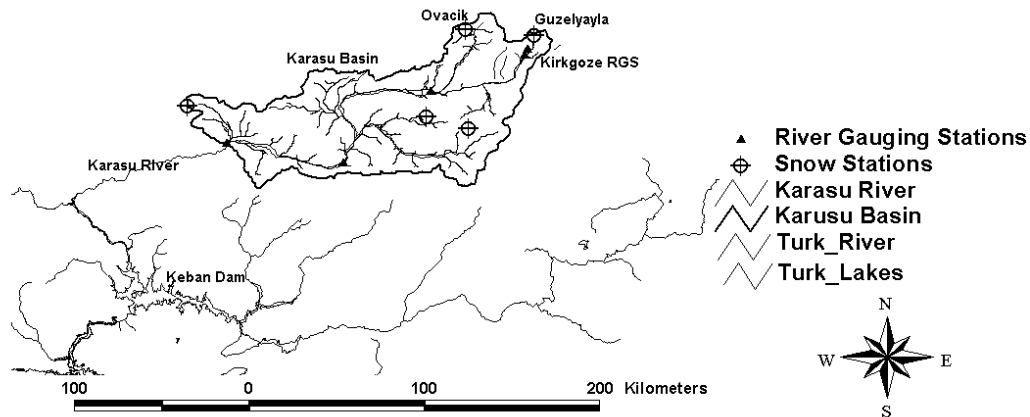 Ovacik
Guzelyayla
Karasu Basin
Kirkgoze RGS
Karasu River
Keban Dam
River Gauging Stations
Snow Stations
Karasu River
Karusu Basin
Turk_River
Turk_Lakes
N
W E
S
100 0 100 200 Kilometers